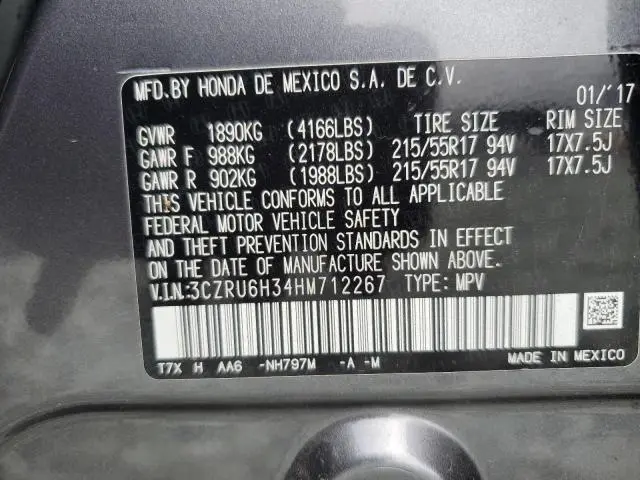 MFD.BY HONDA DE MEXICO S.A. DE C.V.
01/'17
GVWR 1890KG (4166LBS) TIRE SIZE RIM SIZE
GAWR F 988KG (2178LBS) 215/55R17 94V 17X7.5J
GAWR R 902KG (1988LBS) 215/55R17 94V 17X7.5J
THIS VEHICLE CONFORMS TO ALL APPLICABLE
FEDERAL MOTOR VEHICLE SAFETY
AND THEFT PREVENTION STANDARDS IN EFFECT
ON THE DATE OF MANUFACTURE SHOWN ABOVE.
V.I.N:3CZRU6H34HM712267 TYPE: MPV
T7X H AA6 -NH797M -A -M MADE IN MEXICO